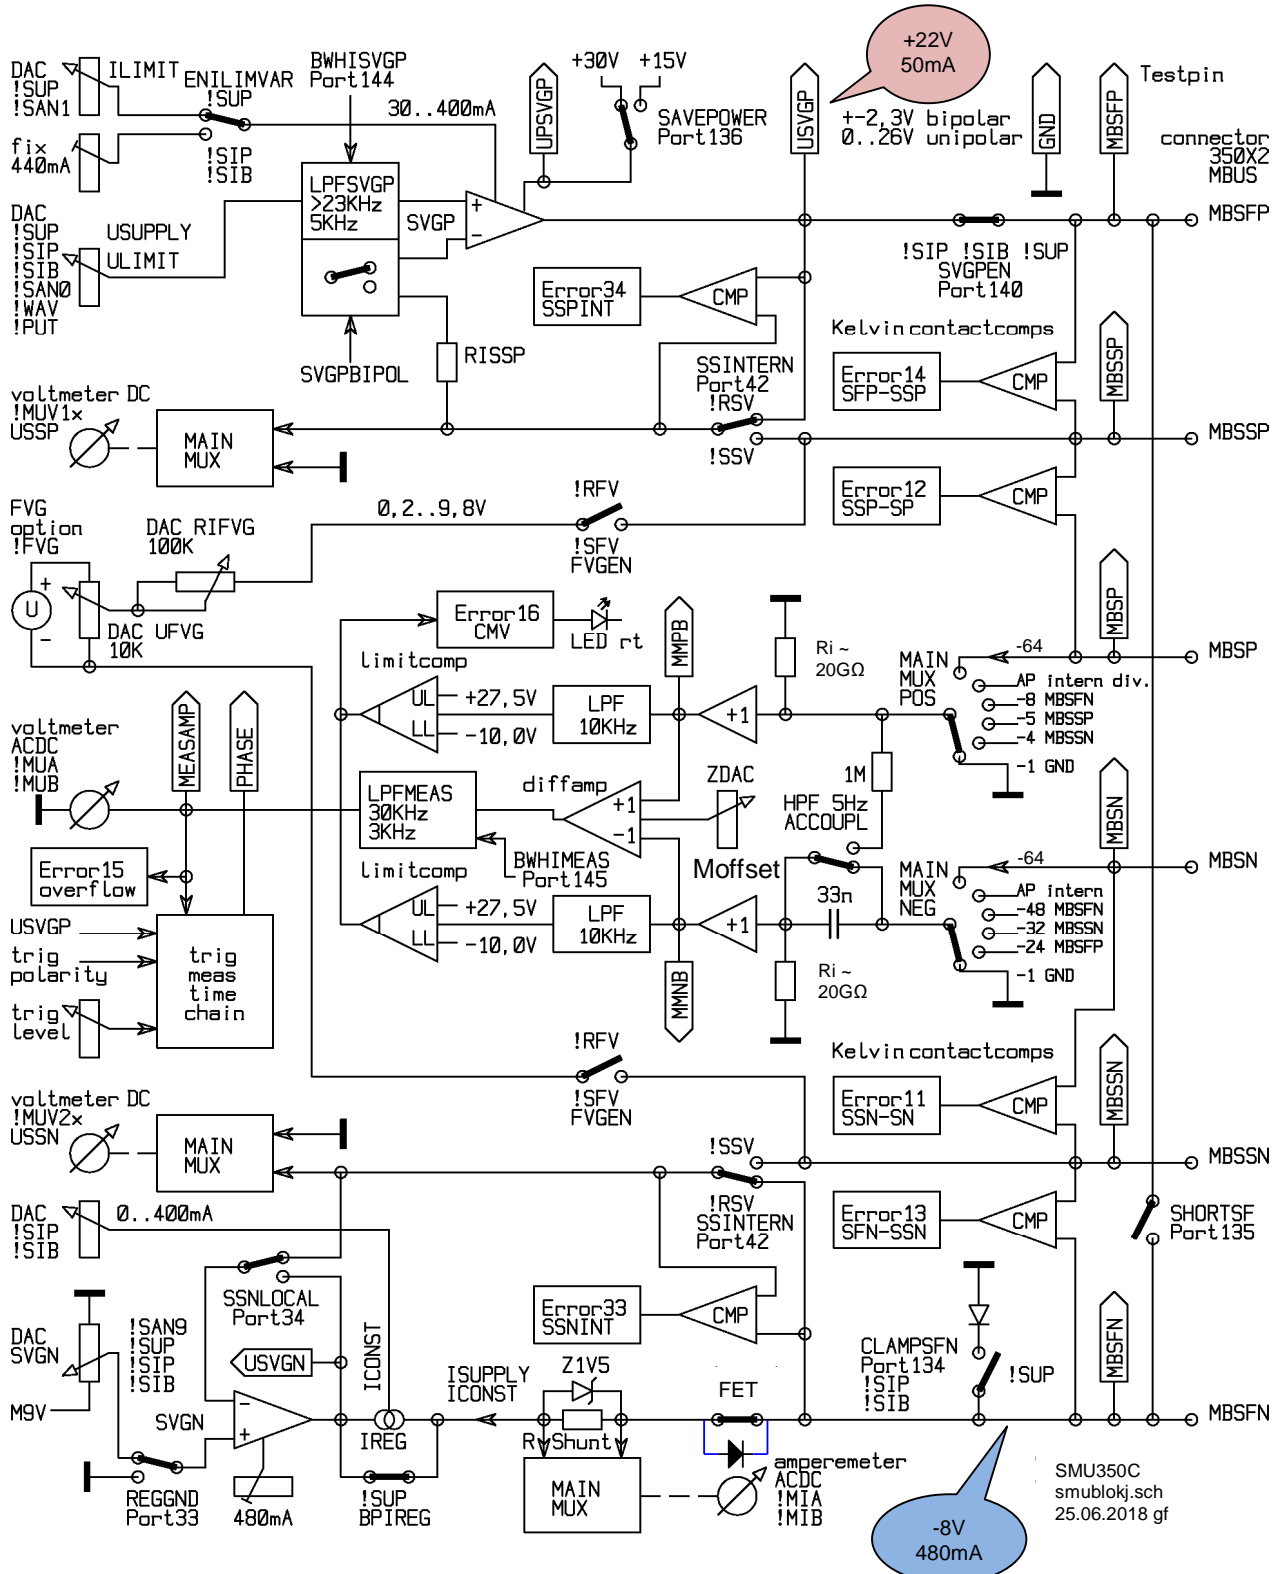 DAC
!SUP
!SAN1
ILIMIT
ENILIMVAR
!SUP
BWHISVGP
Port144
30..400mA
fix
440mA
!SIP
!SIB
LPFSVGP
>23KHz
5KHz
SVGP
+
−
UPSVGP
+30V
+15V
SAVEPOWER
Port136
USVGP
+22V
50mA
+-2,3V bipolar
0..26V unipolar
GND
MBSFP
Testpin
connector
350X2
MBUS
MBSFP
DAC
!SUP
!SIP
!SIB
!SAN0
!WAV
!PUT
USUPPLY
ULIMIT
SVGPBIPOL
RISSP
Error34
SSPINT
CMP
!SIP !SIB !SUP
SVGPEN
Port140
Kelvin contactcomps
Error14
SFP-SSP
CMP
MBSSP
SSINTERN
Port42
!RSV
!SSV
voltmeter DC
!MUV1x
USSP
MAIN
MUX
MBSSP
Error12
SSP-SP
CMP
FVG
option
!FVG
DAC RIFVG
100K
0,2..9,8V
!RFV
!SFV
FVGEN
+
U
−
DAC UFVG
10K
Error16
CMV
LED rt
MMPB
Ri ~
20GΩ
MAIN
MUX
POS
-64
AP intern div.
-8 MBSFN
-5 MBSSP
-4 MBSSN
-1 GND
MBSP
MBSP
limitcomp
UL
+27,5V
LL
-10,0V
LPF
10KHz
+1
voltmeter
ACDC
!MUA
!MUB
MEASAMP
PHASE
LPFMEAS
30KHz
3KHz
diffamp
+1
-1
ZDAC
1M
HPF 5Hz
ACCOUPL
BWHIMEAS
Port145
Moffset
Error15
overflow
limitcomp
UL
+27,5V
LL
-10,0V
LPF
10KHz
+1
33n
MAIN
MUX
NEG
-64
AP intern
-48 MBSFN
-32 MBSSN
-24 MBSFP
-1 GND
MBSN
MBSN
USVGP
trig
polarity
trig
level
trig
meas
time
chain
MMNB
Ri ~
20GΩ
!RFV
!SFV
FVGEN
Kelvin contactcomps
Error11
SSN-SN
CMP
MBSSN
voltmeter DC
!MUV2x
USSN
MAIN
MUX
!SSV
!RSV
SSINTERN
Port42
MBSSN
DAC
!SIP
!SIB
0..400mA
Error13
SFN-SSN
CMP
SHORTSF
Port135
SSNLOCAL
Port34
ICONST
Error33
SSNINT
CMP
DAC
SVGN
!SAN9
!SUP
!SIP
!SIB
M9V
USVGN
SVGN
−
+
ISUPPLY
ICONST
Z1V5
FET
CLAMPSFN
Port134
!SIP
!SIB
!SUP
MBSFN
MBSFN
IREG
R Shunt
REGGND
Port33
480mA
!SUP
BPIREG
MAIN
MUX
amperemeter
ACDC
!MIA
!MIB
-8V
480mA
SMU350C
smublokj.sch
25.06.2018 gf